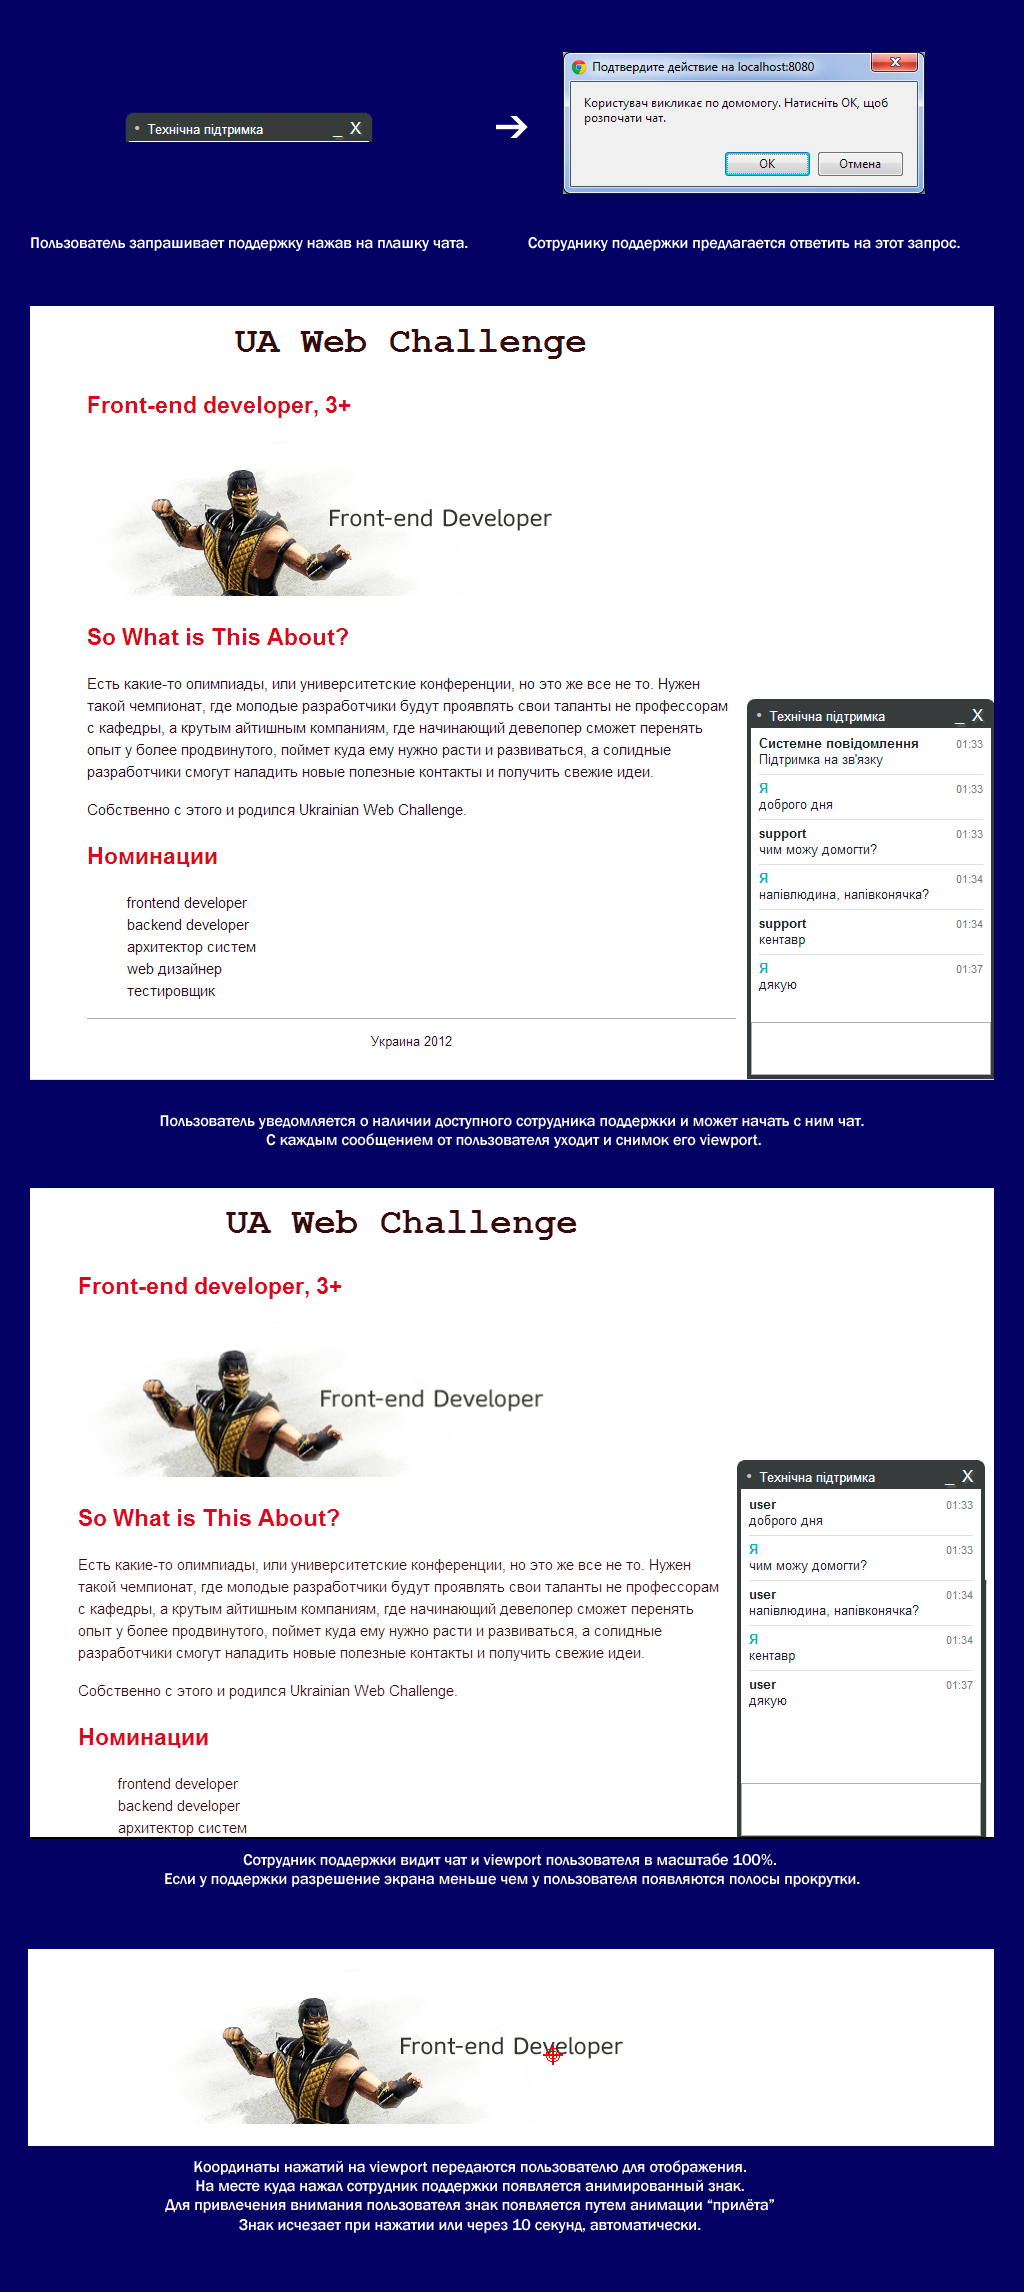 Технічна підтримка _ X
Подтвердите действие на localhost:8080
Користувач викликає по домомогу. Натисніть ОК, щоб
розпочати чат.
OK
Отмена
Пользователь запрашивает поддержку нажав на плашку чата.
Сотруднику поддержки предлагается ответить на этот запрос.
UA Web Challenge
Front-end developer, 3+
Front-end Developer
So What is This About?
Есть какие-то олимпиады, или университетские конференции, но это же все не то. Нужен
такой чемпионат, где молодые разработчики будут проявлять свои таланты не профессорам
с кафедры, а крутым айтишным компаниям, где начинающий девелопер сможет перенять
опыт у более продвинутого, поймет куда ему нужно расти и развиваться, а солидные
разработчики смогут наладить новые полезные контакты и получить свежие идеи.
Собственно с этого и родился Ukrainian Web Challenge.
Номинации
frontend developer
backend developer
архитектор систем
web дизайнер
тестировщик
Украина 2012
Технічна підтримка _ X
Системне повідомлення 01:33
Підтримка на зв'язку
Я 01:33
доброго дня
support 01:33
чим можу домогти?
Я 01:34
напівлюдина, напівконячка?
support 01:34
кентавр
Я 01:37
дякую
Пользователь уведомляется о наличии доступного сотрудника поддержки и может начать с ним чат.
С каждым сообщением от пользователя уходит и снимок его viewport.
UA Web Challenge
Front-end developer, 3+
Front-end Developer
So What is This About?
Есть какие-то олимпиады, или университетские конференции, но это же все не то. Нужен
такой чемпионат, где молодые разработчики будут проявлять свои таланты не профессорам
с кафедры, а крутым айтишным компаниям, где начинающий девелопер сможет перенять
опыт у более продвинутого, поймет куда ему нужно расти и развиваться, а солидные
разработчики смогут наладить новые полезные контакты и получить свежие идеи.
Собственно с этого и родился Ukrainian Web Challenge.
Номинации
frontend developer
backend developer
архитектор систем
Технічна підтримка _ X
user 01:33
доброго дня
Я 01:33
чим можу домогти?
user 01:34
напівлюдина, напівконячка?
Я 01:34
кентавр
user 01:37
дякую
Сотрудник поддержки видит чат и viewport пользователя в масштабе 100%.
Если у поддержки разрешение экрана меньше чем у пользователя появляются полосы прокрутки.
Front-end Developer
Координаты нажатий на viewport передаются пользователю для отображения.
На месте куда нажал сотрудник поддержки появляется анимированный знак.
Для привлечения внимания пользователя знак появляется путем анимации “прилёта”
Знак исчезает при нажатии или через 10 секунд, автоматически.